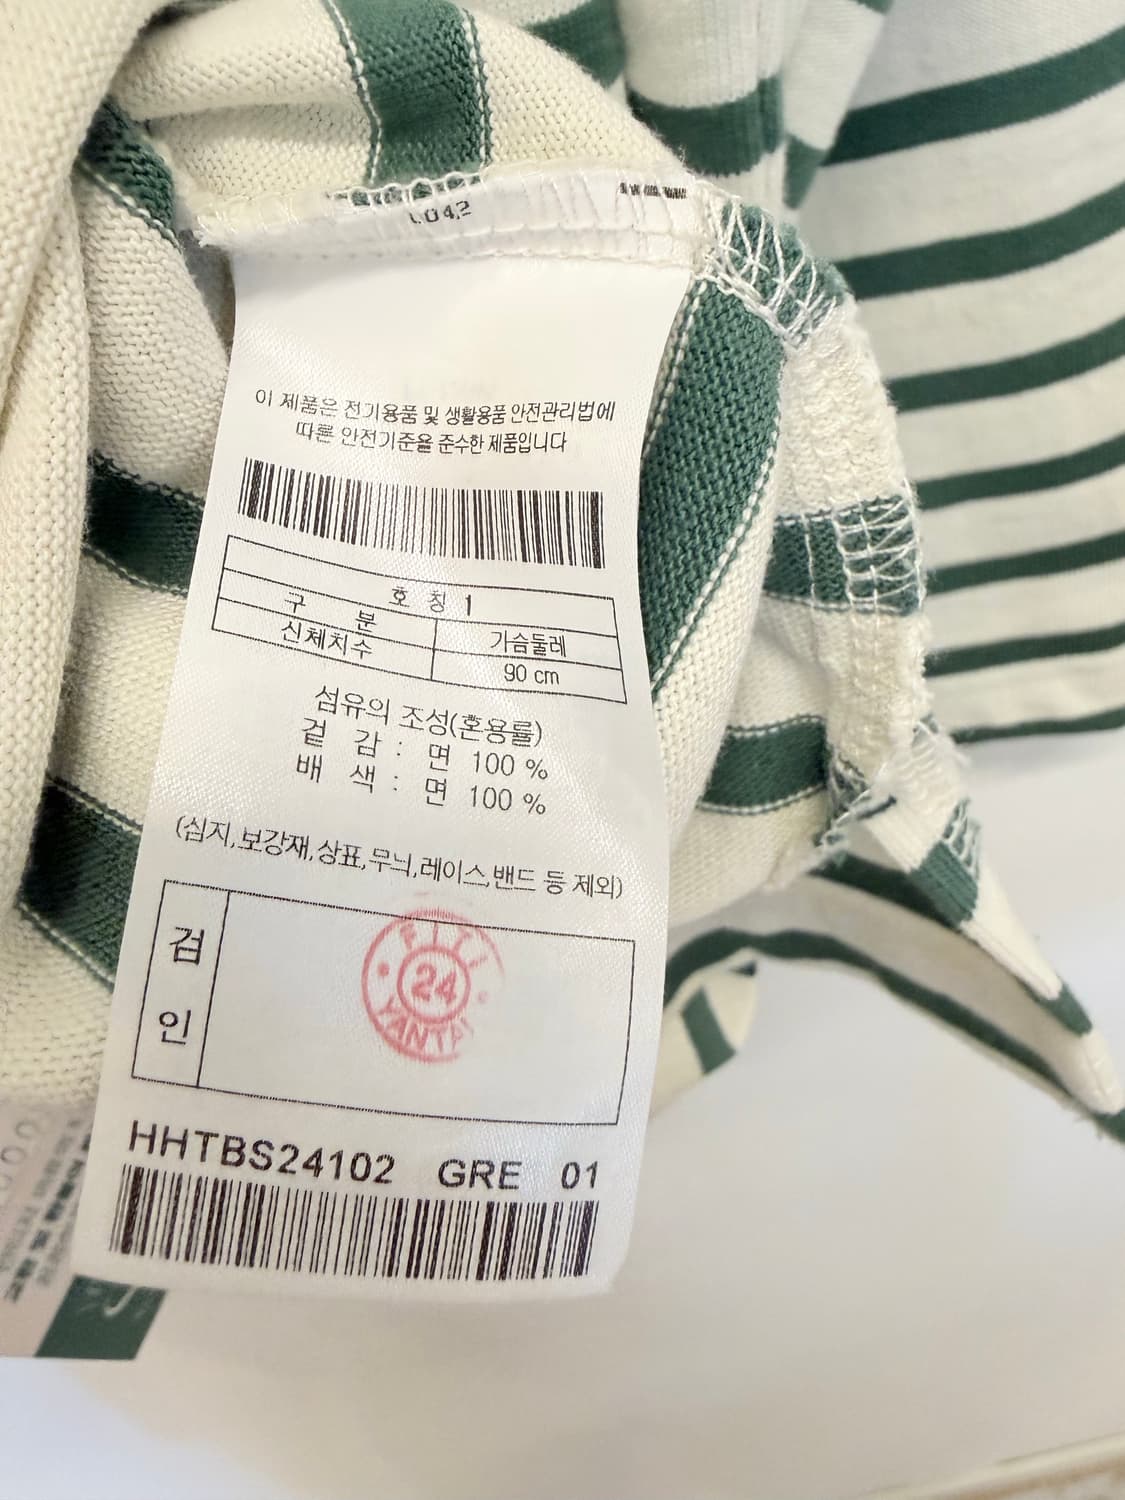 이 제품은 전기용품 및 생활용품 안전관리법에
따른 안전기준을 준수한 제품입니다
호 칭 1
구 분 가슴둘레
신체치수 90 cm
섬유의 조성(혼용률)
겉 감 : 면 100 %
배 색 : 면 100 %
(심지,보강재,상표,무늬,레이스,밴드 등 제외)
검
인
FITI
24
YANTAI
HHTBS24102 GRE 01